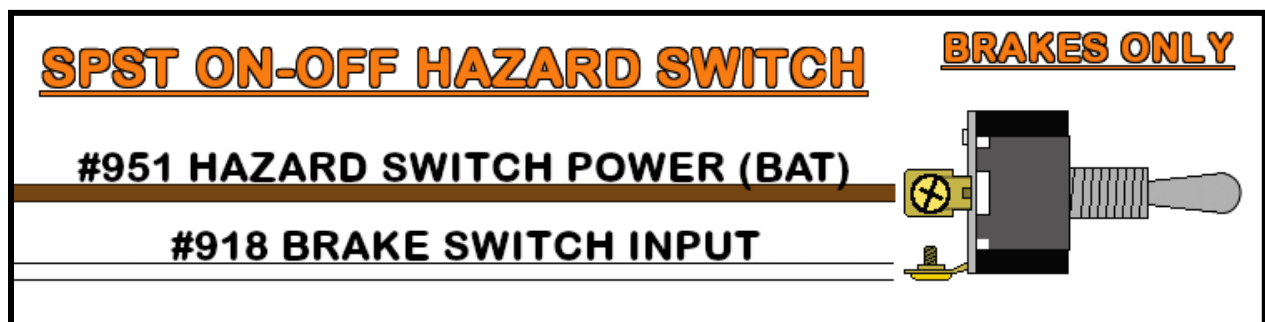 SPST ON-OFF HAZARD SWITCH
BRAKES ONLY
#951 HAZARD SWITCH POWER (BAT)
#918 BRAKE SWITCH INPUT